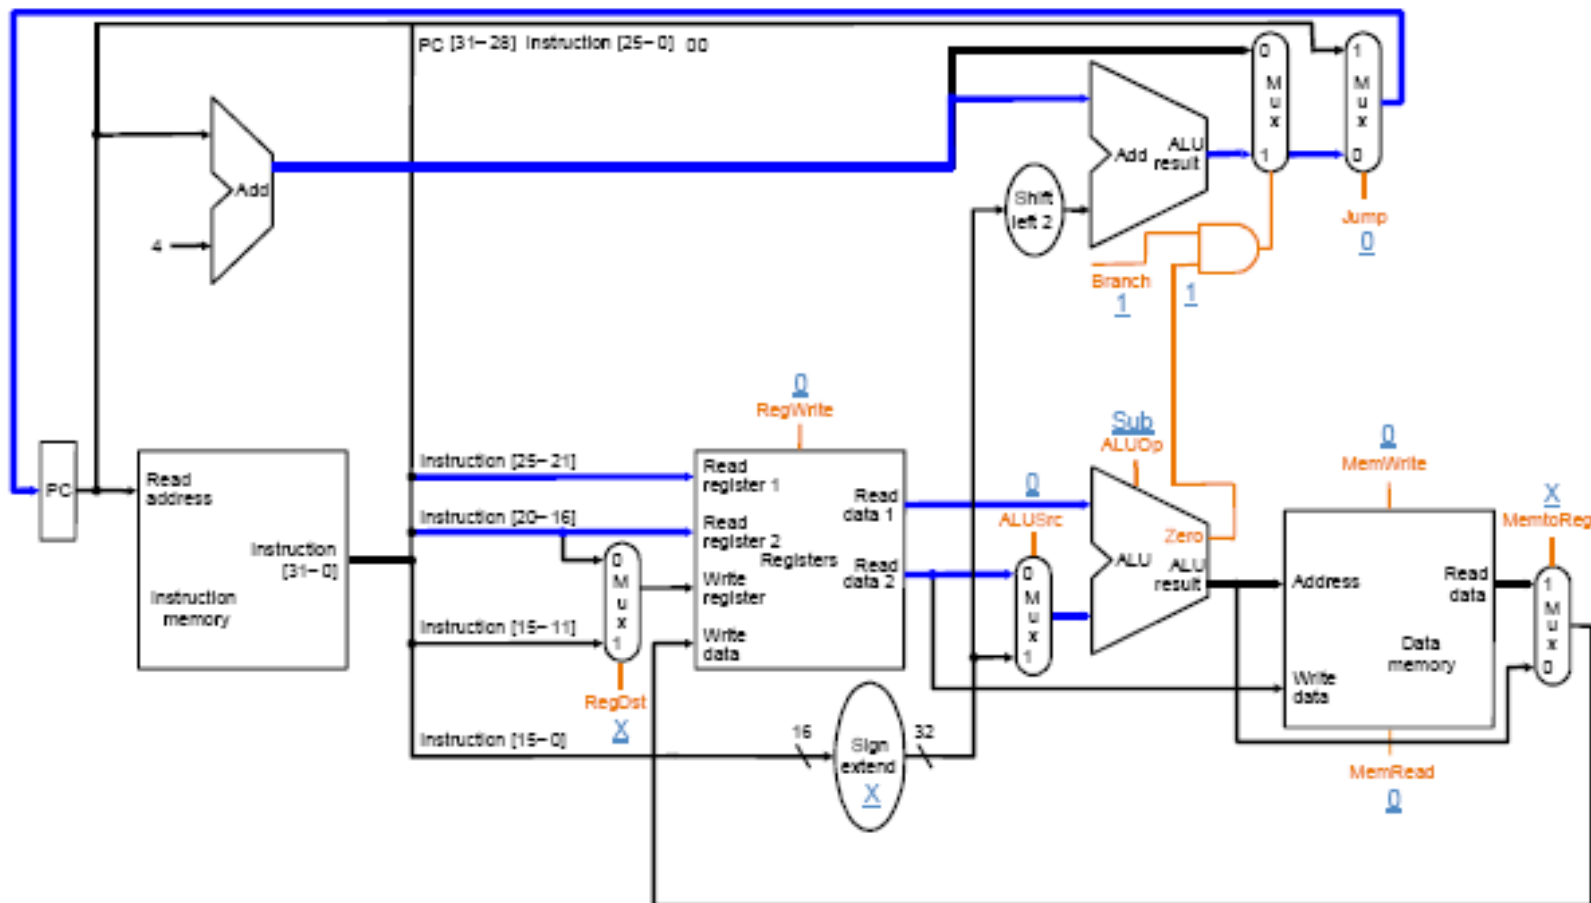 PC [31-28] Instruction [25-0] 00
0
M
u
x
1
1
M
u
x
0
Add
4
Add
ALU
result
Shift
left 2
Jump
0
Branch
1
1
0
RegWrite
Sub
ALUOp
0
MemWrite
PC
Read
address
Instruction
[31-0]
Instruction
memory
Instruction [25-21]
Instruction [20-16]
Instruction [15-11]
Instruction [15-0]
0
M
u
x
1
RegDst
X
Read
register 1
Read
register 2
Write
register
Write
data
Registers
Read
data 1
Read
data 2
16
Sign
extend
X
32
0
ALUSrc
0
M
u
x
1
Zero
ALU
ALU
result
Address
Write
data
Read
data
Data
memory
MemRead
0
X
MemtoReg
1
M
u
x
0